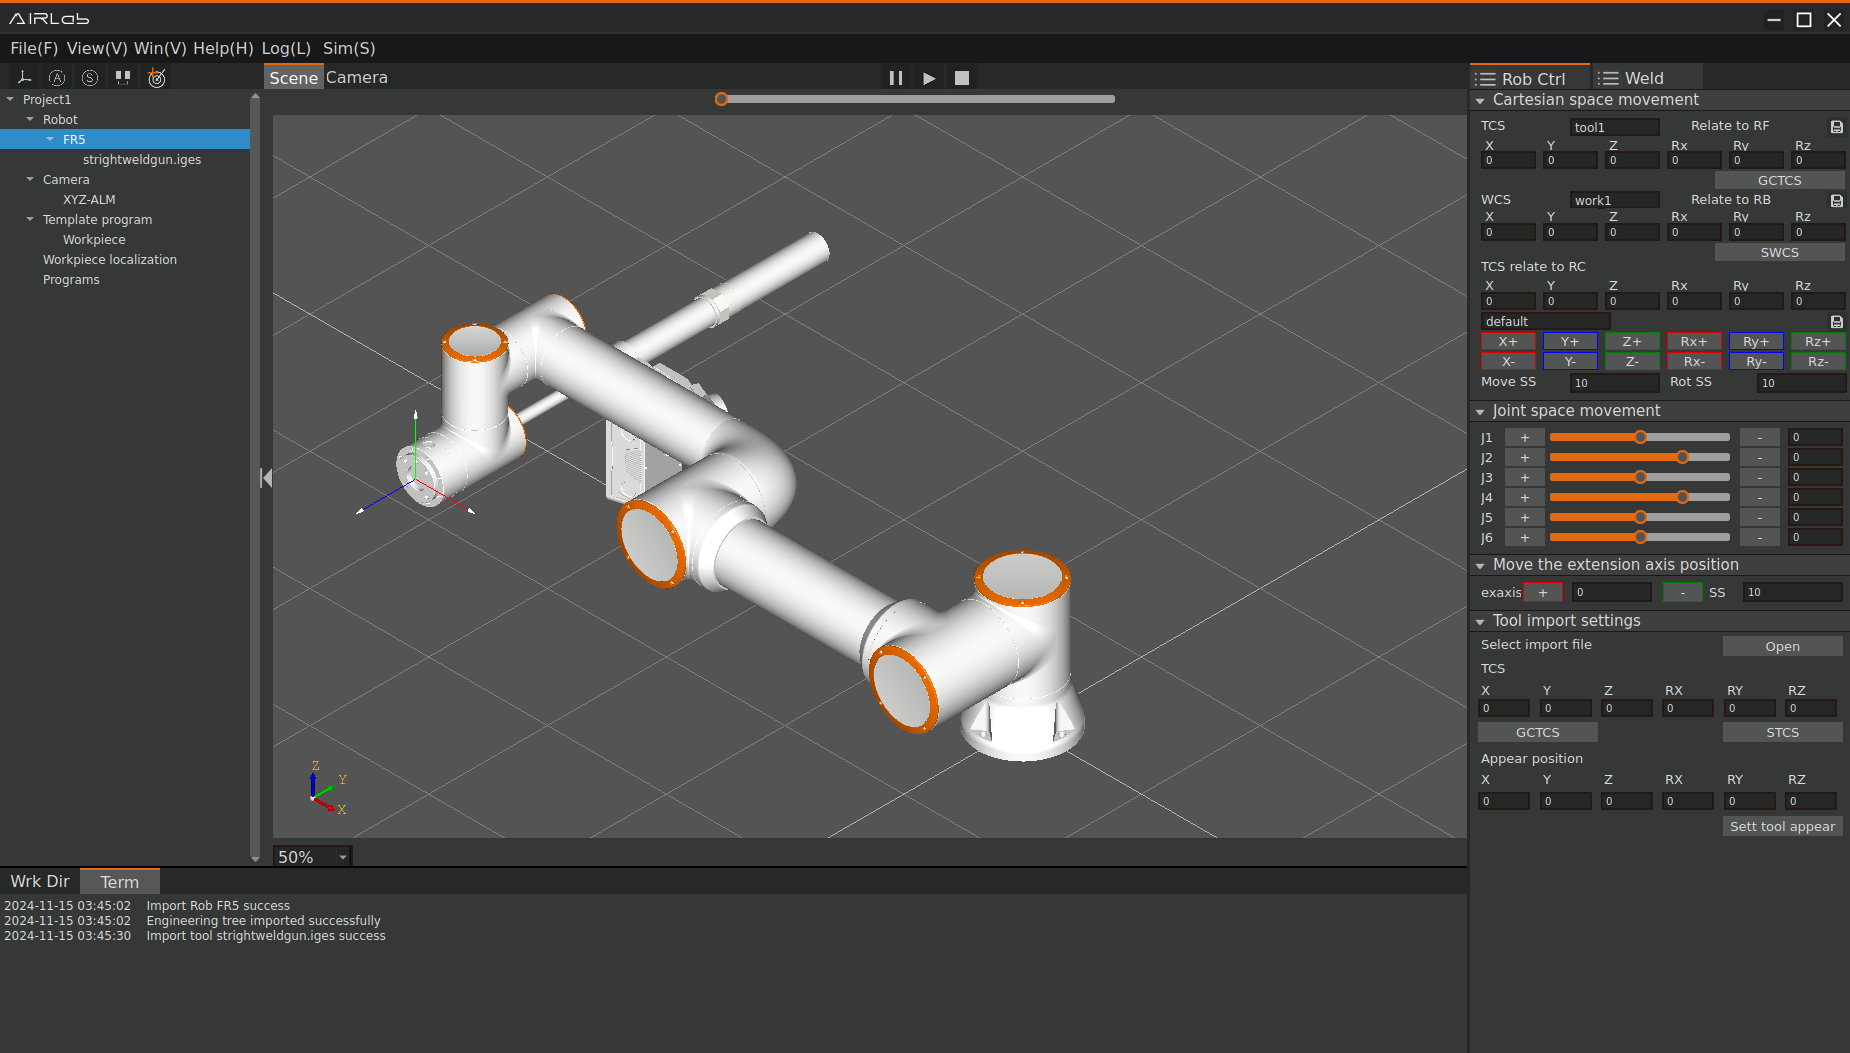 AIRLab
File(F) View(V) Win(V) Help(H) Log(L) Sim(S)
A S
Scene Camera
Rob Ctrl Weld
Project1
Robot
FR5
strightweldgun.iges
Camera
XYZ-ALM
Template program
Workpiece
Workpiece localization
Programs
Z
Y
X
50%
Cartesian space movement
TCS tool1 Relate to RF
X Y Z Rx Ry Rz
0 0 0 0 0 0
GCTCS
WCS work1 Relate to RB
X Y Z Rx Ry Rz
0 0 0 0 0 0
SWCS
TCS relate to RC
X Y Z Rx Ry Rz
0 0 0 0 0 0
default
X+ Y+ Z+ Rx+ Ry+ Rz+
X- Y- Z- Rx- Ry- Rz-
Move SS 10 Rot SS 10
Joint space movement
J1 + - 0
J2 + - 0
J3 + - 0
J4 + - 0
J5 + - 0
J6 + - 0
Move the extension axis position
exaxis + 0 - SS 10
Tool import settings
Select import file Open
TCS
X Y Z RX RY RZ
0 0 0 0 0 0
GCTCS STCS
Appear position
X Y Z RX RY RZ
0 0 0 0 0 0
Sett tool appear
Wrk Dir Term
2024-11-15 03:45:02 Import Rob FR5 success
2024-11-15 03:45:02 Engineering tree imported successfully
2024-11-15 03:45:30 Import tool strightweldgun.iges success